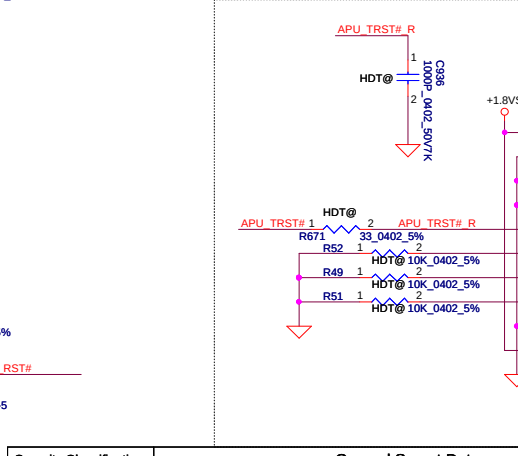 APU_TRST#_R
1
HDT@
C936
1000P_0402_50V7K
2
+1.8VS
HDT@
APU_TRST# 1 2 APU_TRST#_R
R671 33_0402_5%
R52 1 2
HDT@ 10K_0402_5%
R49 1 2
HDT@ 10K_0402_5%
R51 1 2
HDT@ 10K_0402_5%
%
_RST#
5